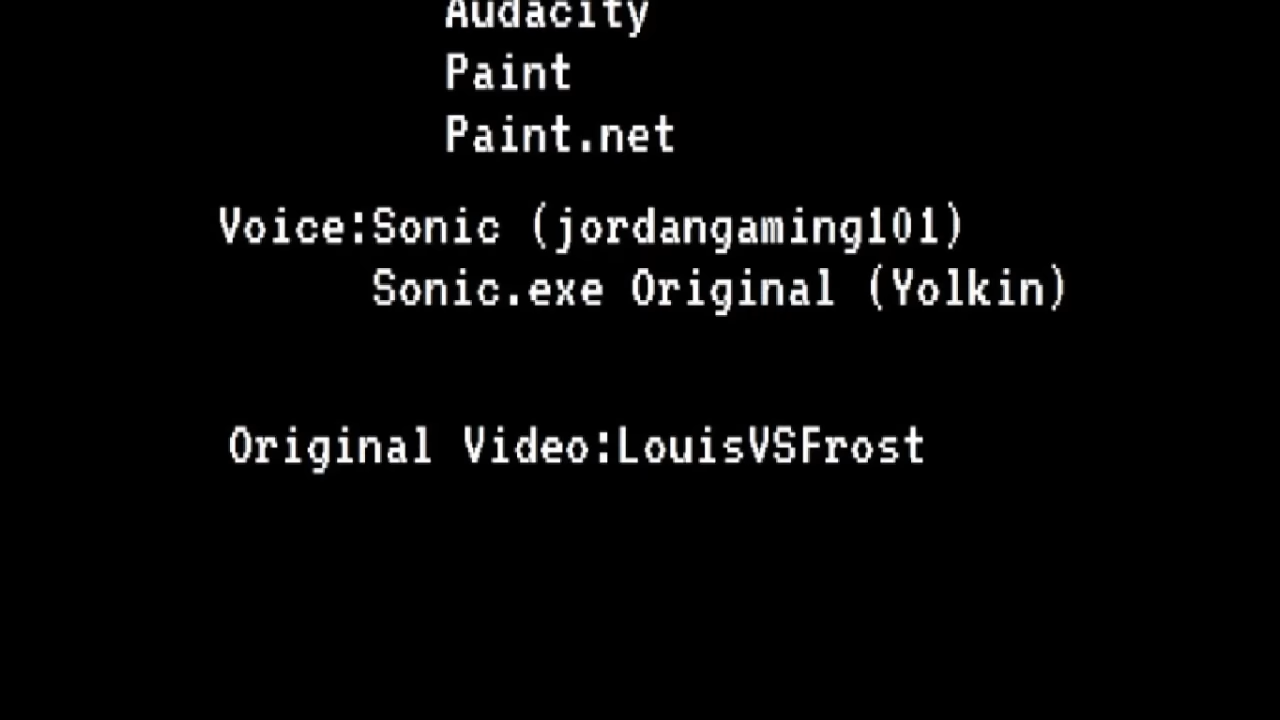 Audacity
Paint
Paint.net
Voice:Sonic (jordangaming101)
Sonic.exe Original (Yolkin)
Original Video:LouisVSFrost